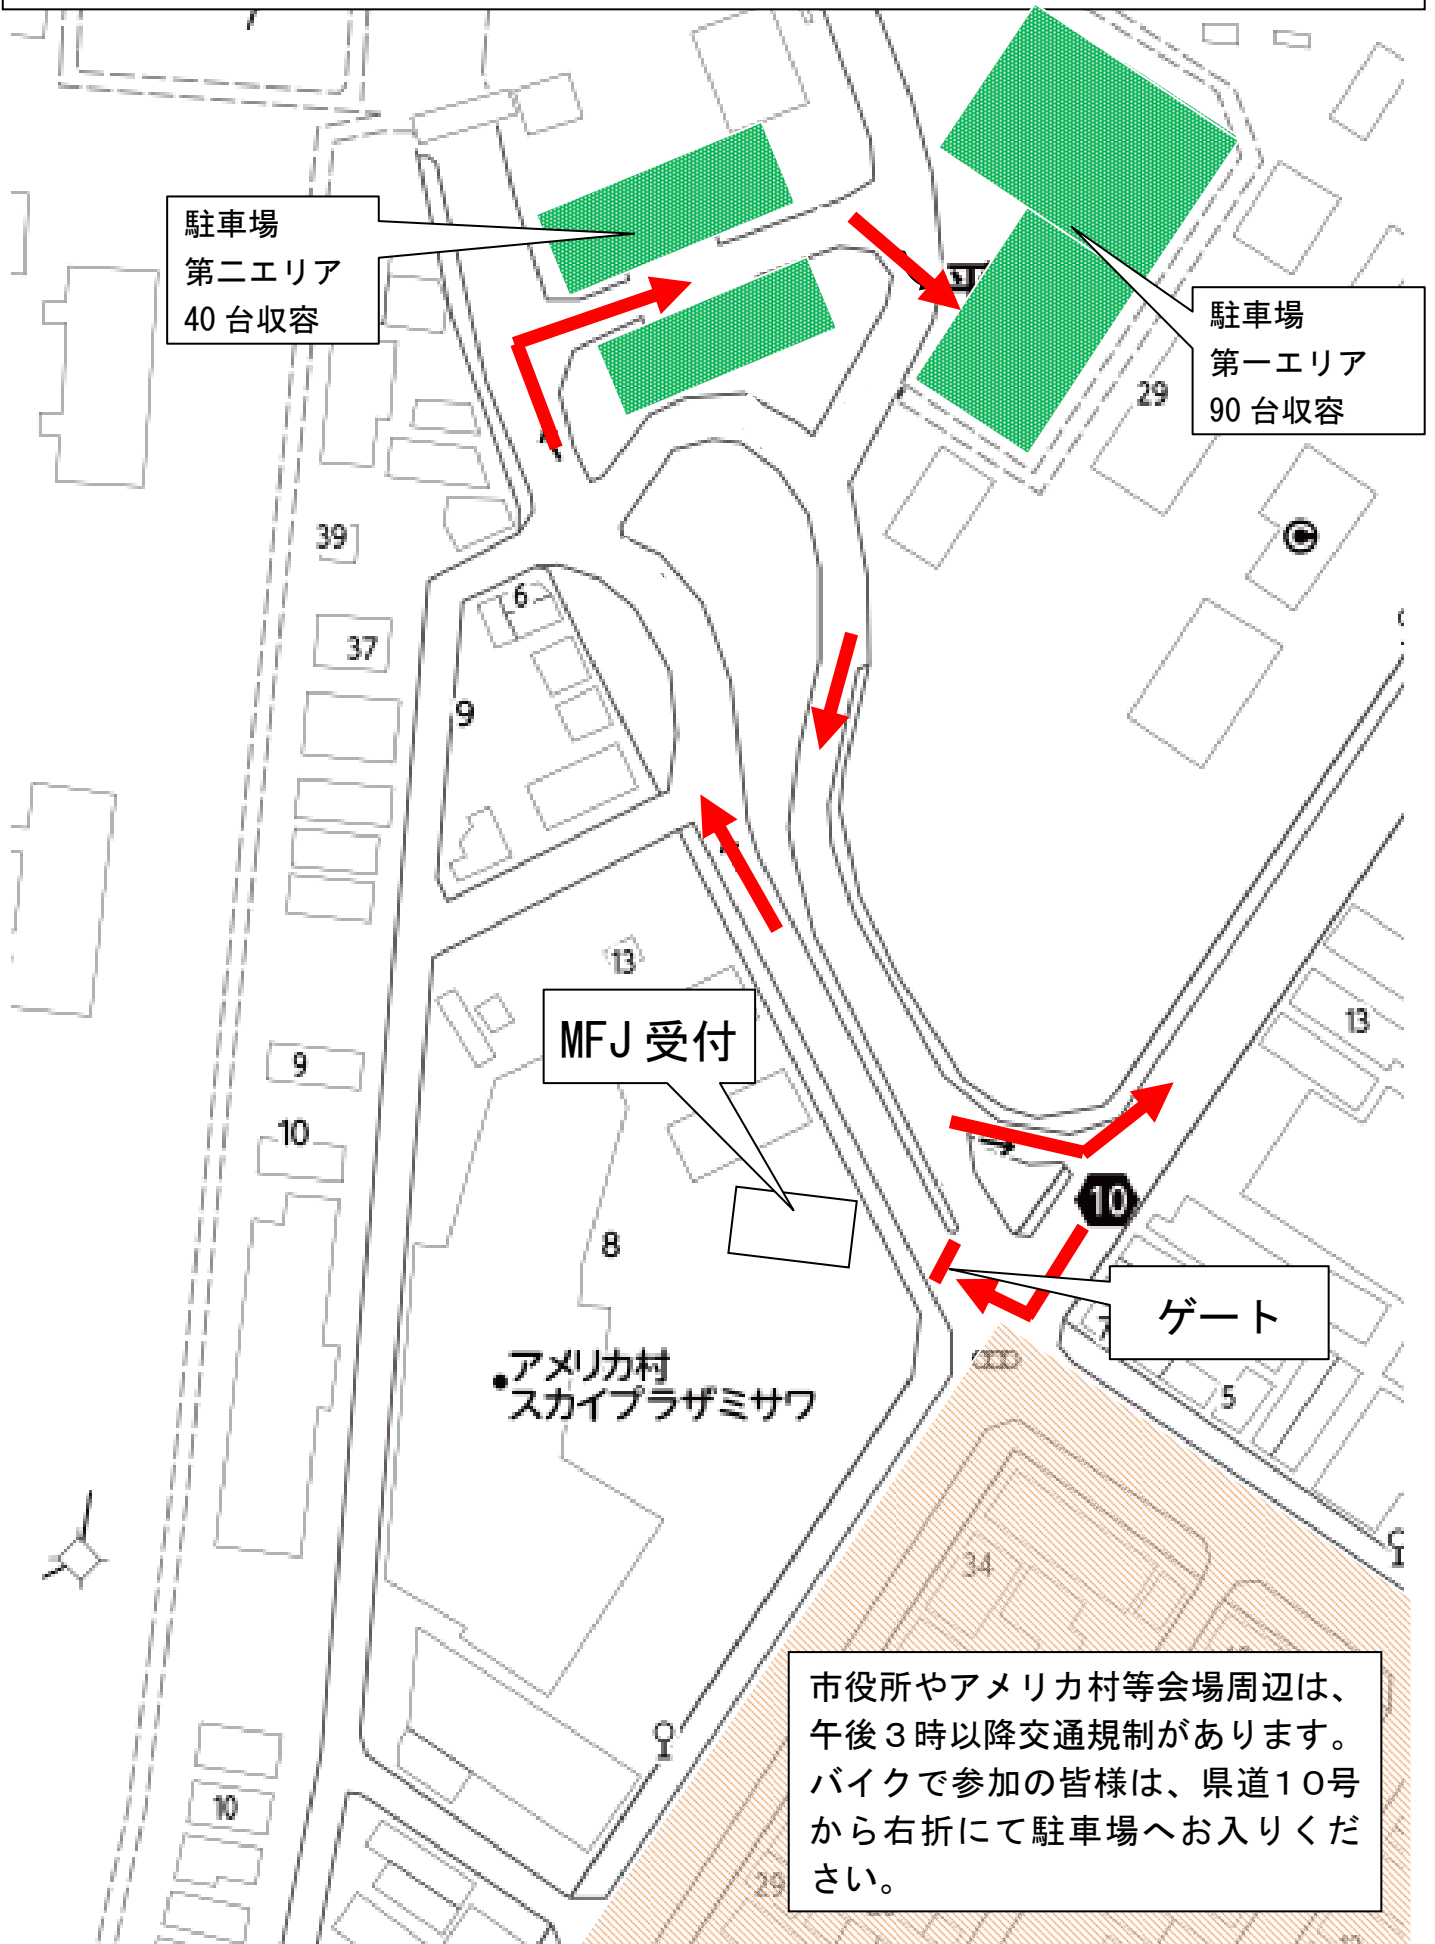 駐車場
第二エリア
40 台収容
駐車場
第一エリア
90 台収容
29
39
6
37
9
13
13
MFJ 受付
9
10
10
8
ゲート
アメリカ村
スカイプラザミサワ
5
34
市役所やアメリカ村等会場周辺は、
午後３時以降交通規制があります。
バイクで参加の皆様は、県道１０号
から右折にて駐車場へお入りくだ
さい。
10
29